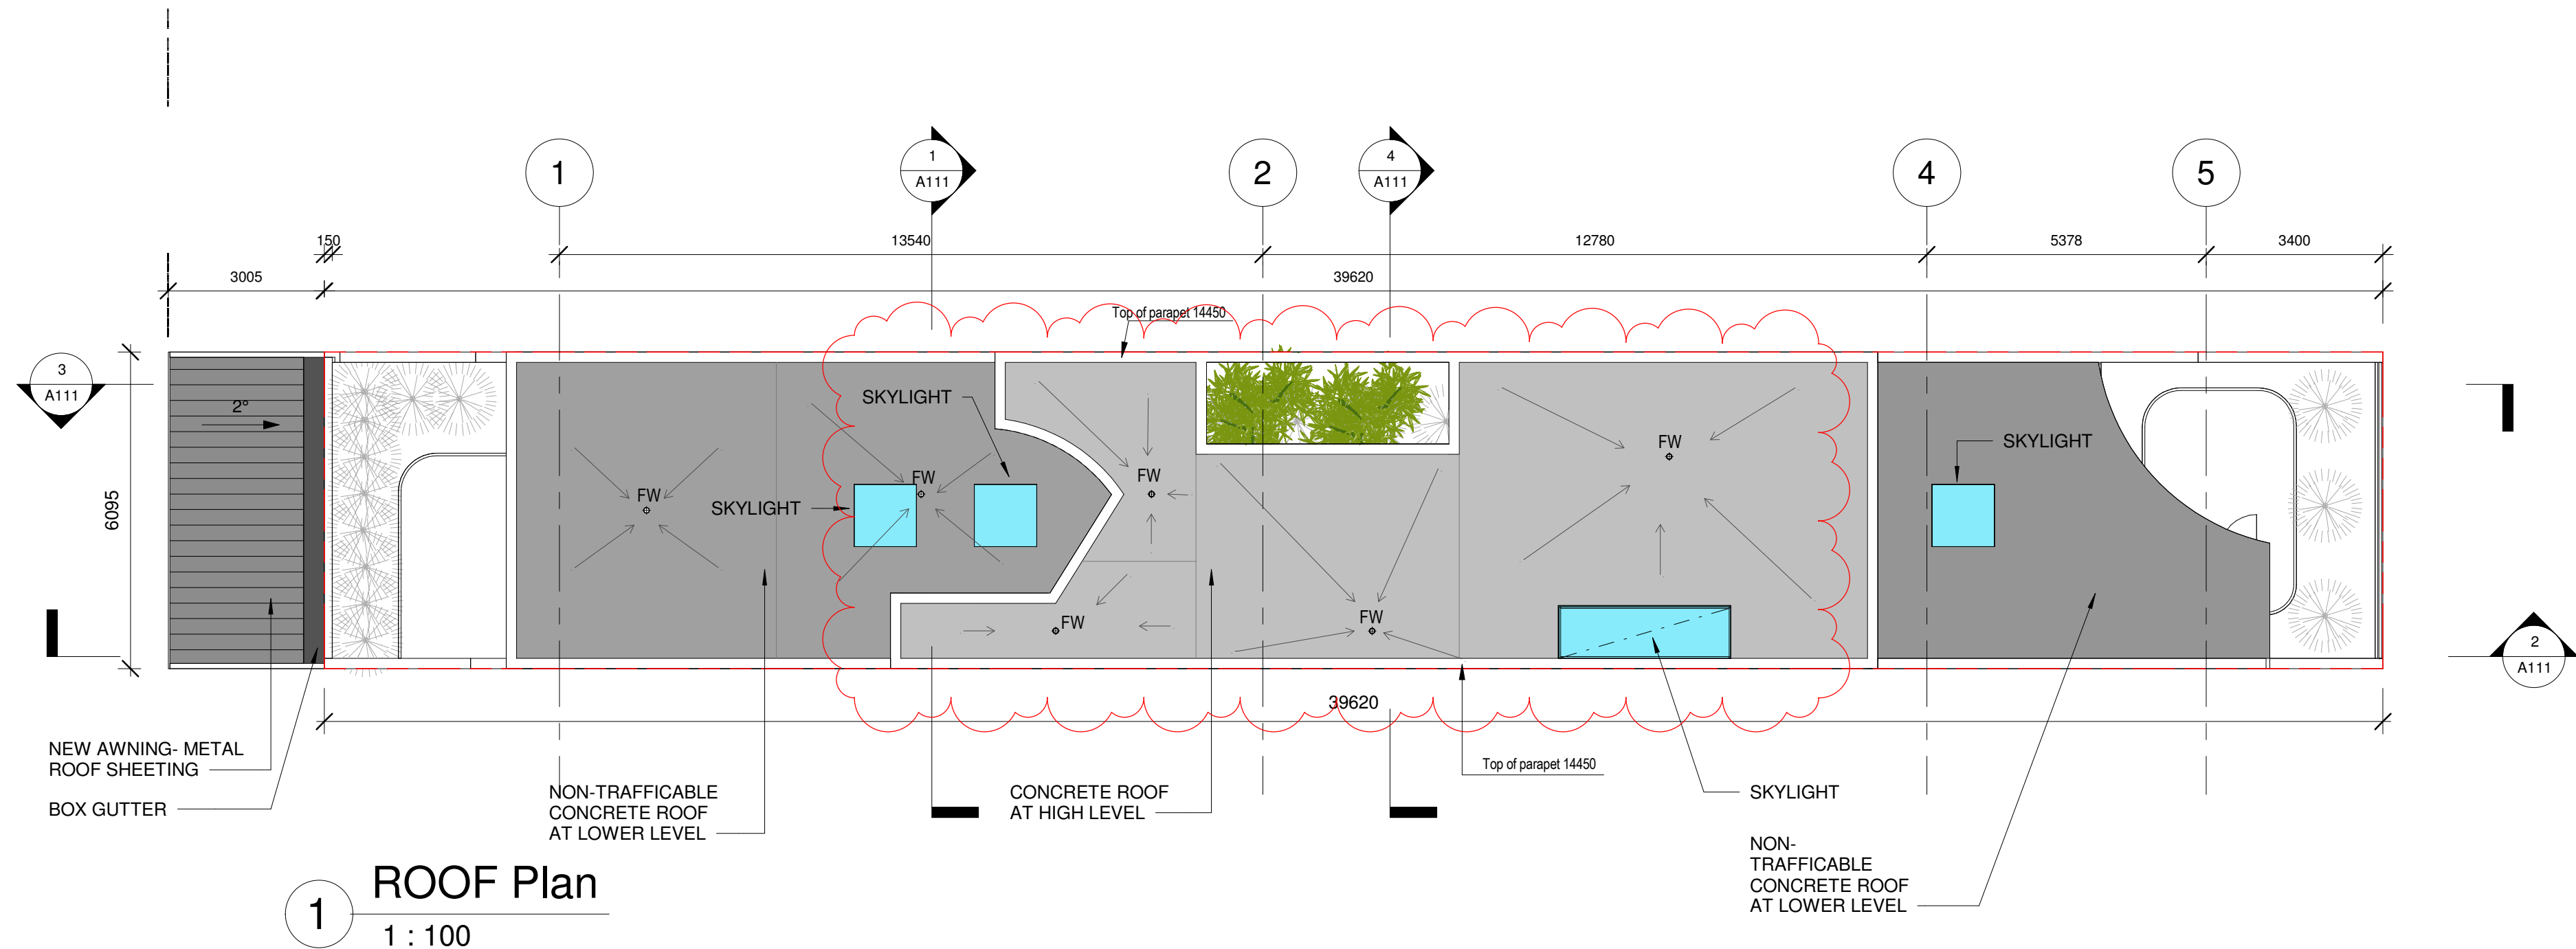 1
1
A111
2
4
A111
4
5
150
13540
12780
5378
3400
3005
39620
Top of parapet 14450
3
A111
2°
SKYLIGHT
FW
SKYLIGHT
FW
FW
SKYLIGHT
FW
6095
FW
FW
2
A111
39620
NEW AWNING- METAL
ROOF SHEETING
BOX GUTTER
NON-TRAFFICABLE
CONCRETE ROOF
AT LOWER LEVEL
CONCRETE ROOF
AT HIGH LEVEL
Top of parapet 14450
SKYLIGHT
NON-
TRAFFICABLE
CONCRETE ROOF
AT LOWER LEVEL
1
ROOF Plan
1 : 100